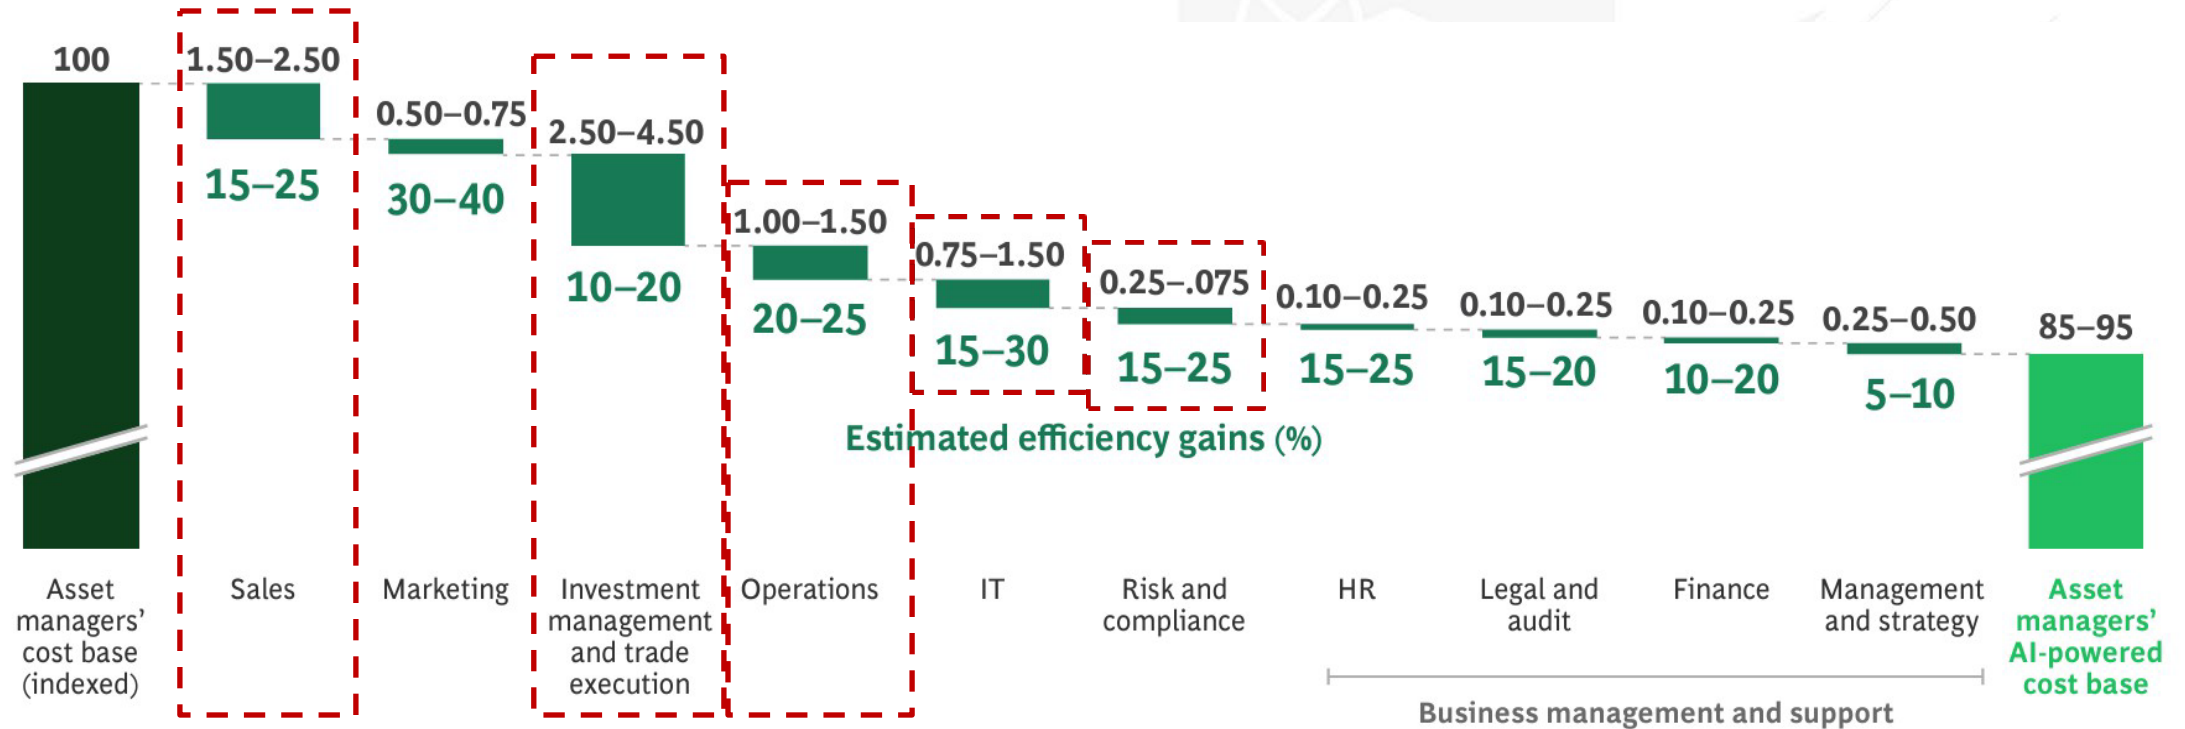 100
1.50–2.50
0.50–0.75
2.50–4.50
1.00–1.50
0.75–1.50
0.25–.075
0.10–0.25
0.10–0.25
0.10–0.25
0.25–0.50
85–95
15–25
30–40
10–20
20–25
15–30
15–25
15–25
15–20
10–20
5–10
Estimated efficiency gains (%)
Asset
managers’
cost base
(indexed)
Sales
Marketing
Investment
management
and trade
execution
Operations
IT
Risk and
compliance
HR
Legal and
audit
Finance
Management
and strategy
Asset
managers’
AI-powered
cost base
Business management and support